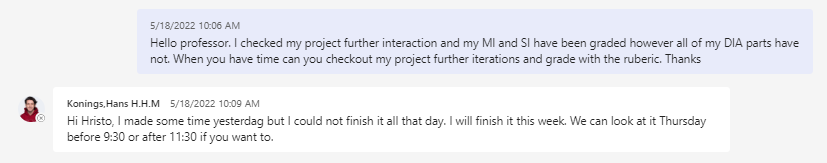 5/18/2022 10:06 AM
Hello professor. I checked my project further interaction and my MI and SI have been graded however all of my DIA parts have
not. When you have time can you checkout my project further iterations and grade with the ruberic. Thanks
Konings,Hans H.H.M 5/18/2022 10:09 AM
Hi Hristo, I made some time yesterdag but I could not finish it all that day. I will finish it this week. We can look at it Thursday
before 9:30 or after 11:30 if you want to.